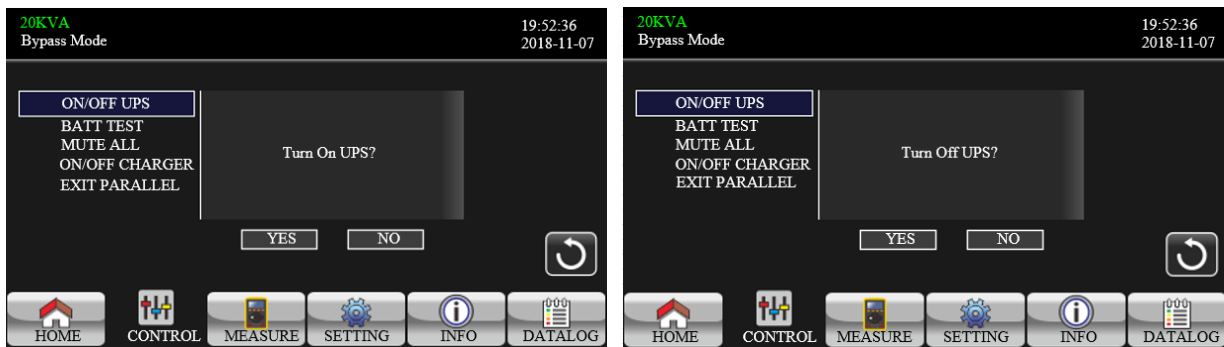 20KVA
Bypass Mode
19:52:36
2018-11-07
ON/OFF UPS
BATT TEST
MUTE ALL
ON/OFF CHARGER
EXIT PARALLEL
Turn On UPS?
YES NO
HOME CONTROL MEASURE SETTING INFO DATALOG
20KVA
Bypass Mode
19:52:36
2018-11-07
ON/OFF UPS
BATT TEST
MUTE ALL
ON/OFF CHARGER
EXIT PARALLEL
Turn Off UPS?
YES NO
HOME CONTROL MEASURE SETTING INFO DATALOG